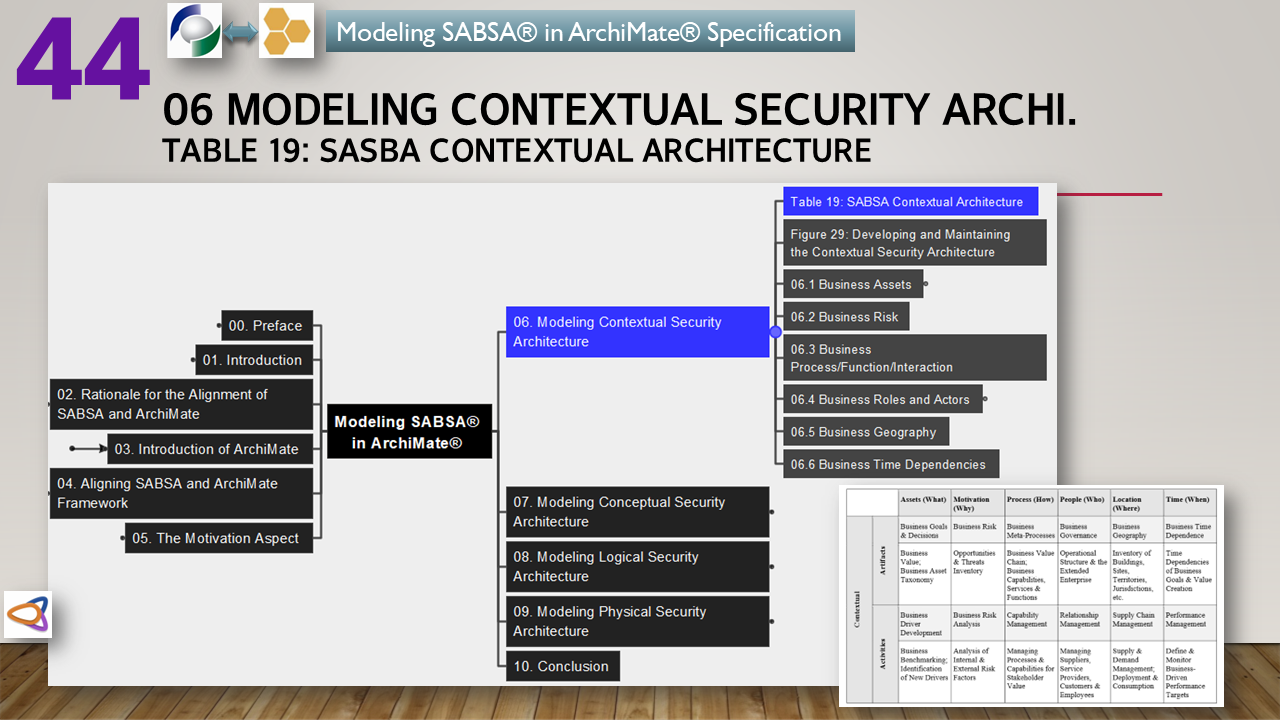 44
Modeling SABSA® in ArchiMate® Specification
06 MODELING CONTEXTUAL SECURITY ARCHI.
TABLE 19: SASBA CONTEXTUAL ARCHITECTURE
00. Preface
01. Introduction
02. Rationale for the Alignment of
SABSA and ArchiMate
03. Introduction of ArchiMate
04. Aligning SABSA and ArchiMate
Framework
05. The Motivation Aspect
Modeling SABSA®
in ArchiMate®
06. Modeling Contextual Security
Architecture
Table 19: SABSA Contextual Architecture
Figure 29: Developing and Maintaining
the Contextual Security Architecture
06.1 Business Assets
06.2 Business Risk
06.3 Business
Process/Function/Interaction
06.4 Business Roles and Actors
06.5 Business Geography
06.6 Business Time Dependencies
07. Modeling Conceptual Security
Architecture
08. Modeling Logical Security
Architecture
09. Modeling Physical Security
Architecture
10. Conclusion
Assets (What)
Motivation
(Why)
Process (How)
People (Who)
Location
(Where)
Time (When)
Contextual
Artifacts
Business Goals
& Decisions
Business Risk
Business
Meta-Processes
Business
Governance
Business
Geography
Business Time
Dependence
Business
Value;
Business Asset
Taxonomy
Opportunities
& Threats
Inventory
Business Value
Chain;
Business
Capabilities,
Services &
Functions
Operational
Structure & the
Extended
Enterprise
Inventory of
Buildings,
Sites,
Territories,
Jurisdictions,
etc.
Time
Dependencies
of Business
Goals & Value
Creation
Activities
Business
Driver
Development
Business Risk
Analysis
Capability
Management
Relationship
Management
Supply Chain
Management
Performance
Management
Business
Benchmarking;
Identification
of New Drivers
Analysis of
Internal &
External Risk
Factors
Managing
Processes &
Capabilities for
Stakeholder
Value
Managing
Suppliers,
Service
Providers,
Customers &
Employees
Supply &
Demand
Management;
Deployment &
Consumption
Define &
Monitor
Business-
Driven
Performance
Targets